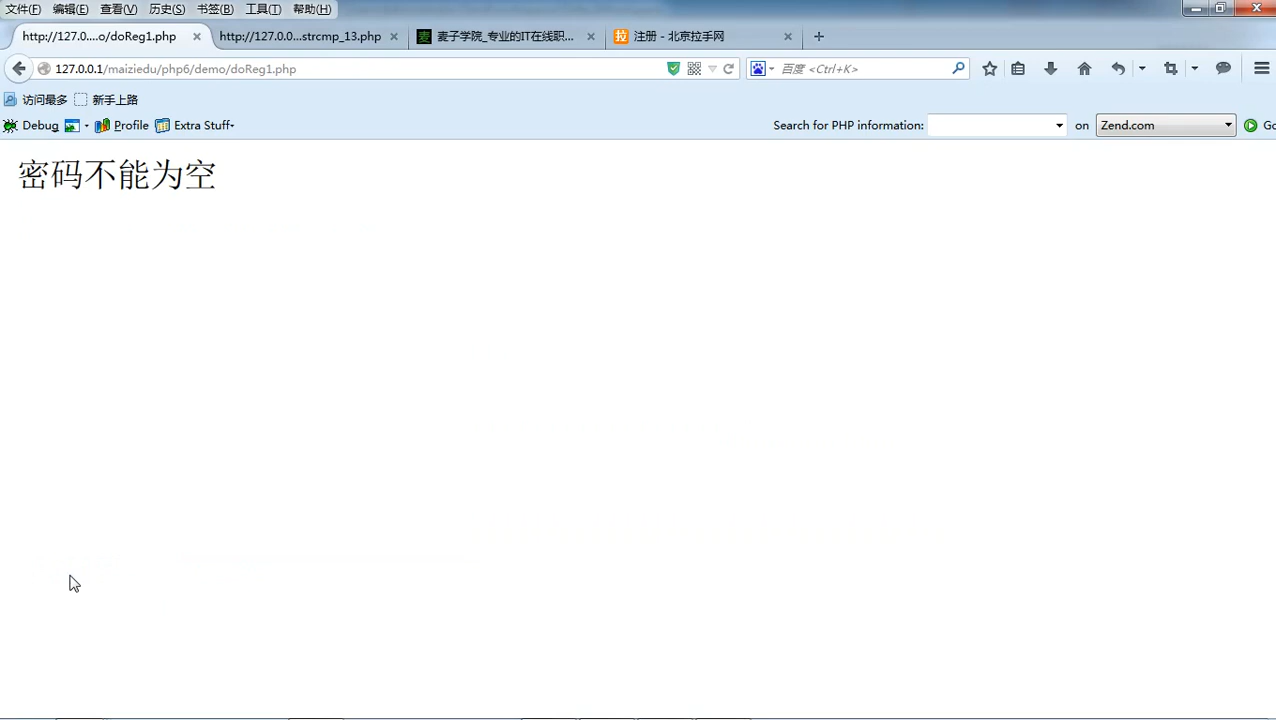 文件(F) 编辑(E) 查看(V) 历史(S) 书签(B) 工具(T) 帮助(H)
http://127.0....o/doReg1.php http://127.0.0...strcmp_13.php 麦 麦子学院_专业的IT在线职... 拉 注册 - 北京拉手网
127.0.0.1/maiziedu/php6/demo/doReg1.php 百度 <Ctrl+K>
访问最多 新手上路
Debug Profile Extra Stuff Search for PHP information: on Zend.com Go
密码不能为空